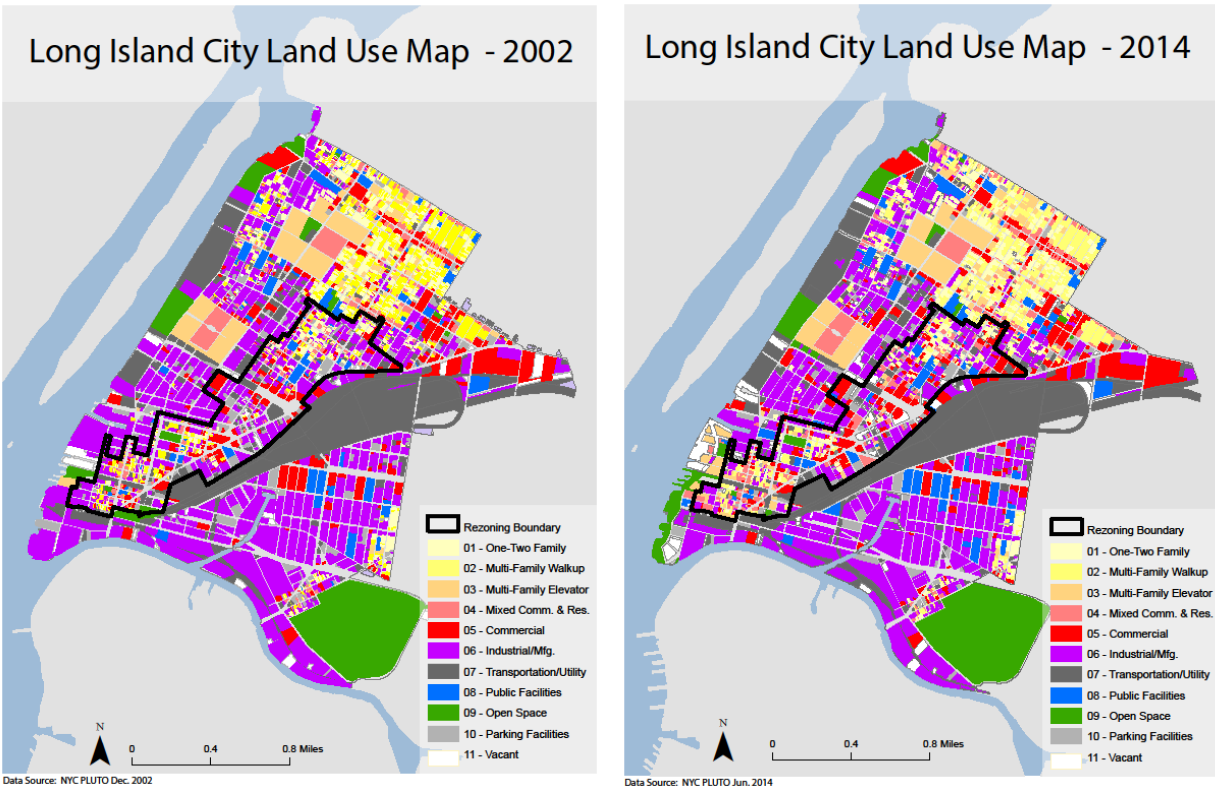 Long Island City Land Use Map - 2002
N
0 0.4 0.8 Miles
Rezoning Boundary
01 - One-Two Family
02 - Multi-Family Walkup
03 - Multi-Family Elevator
04 - Mixed Comm. & Res.
05 - Commercial
06 - Industrial/Mfg.
07 - Transportation/Utility
08 - Public Facilities
09 - Open Space
10 - Parking Facilities
11 - Vacant
Data Source: NYC PLUTO Dec. 2002
Long Island City Land Use Map - 2014
N
0 0.4 0.8 Miles
Rezoning Boundary
01 - One-Two Family
02 - Multi-Family Walkup
03 - Multi-Family Elevator
04 - Mixed Comm. & Res.
05 - Commercial
06 - Industrial/Mfg.
07 - Transportation/Utility
08 - Public Facilities
09 - Open Space
10 - Parking Facilities
11 - Vacant
Data Source: NYC PLUTO Jun. 2014